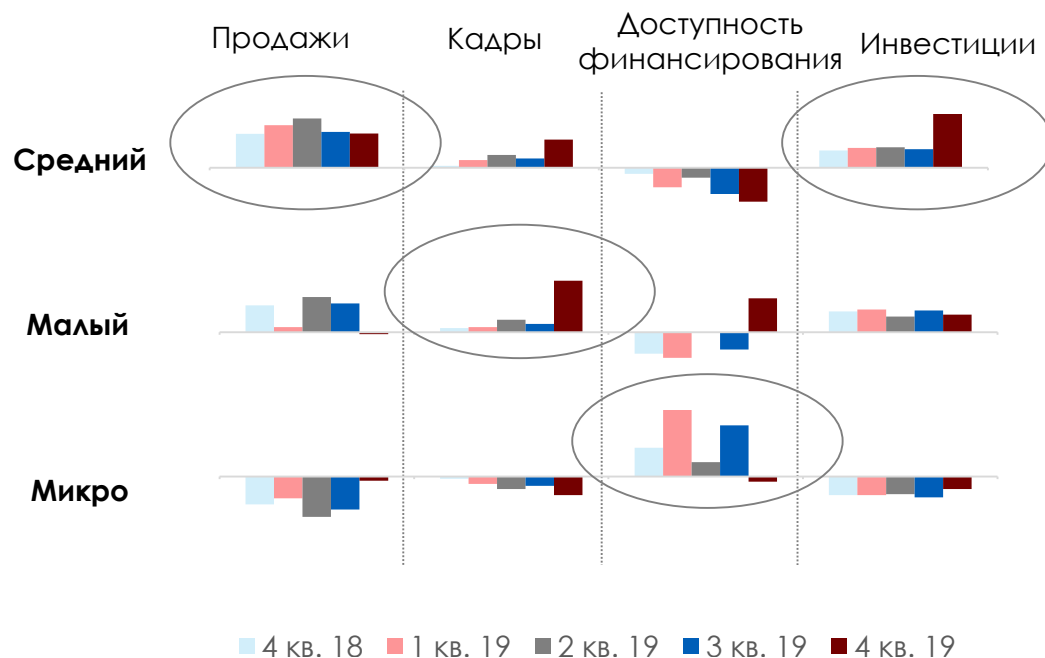 Продажи
Кадры
Доступность
финансирования
Инвестиции
Средний
Малый
Микро
4 кв. 18 1 кв. 19 2 кв. 19 3 кв. 19 4 кв. 19